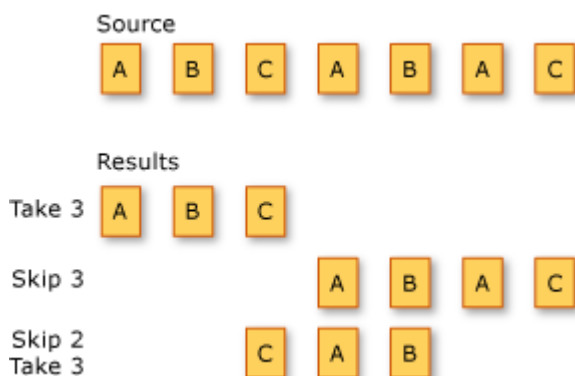 Source
A B C A B A C
Results
Take 3 A B C
Skip 3 A B A C
Skip 2
Take 3 C A B